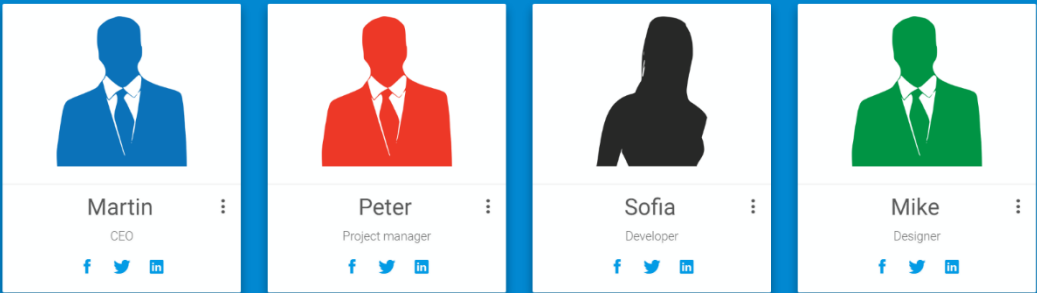 Martin
CEO
Peter
Project manager
Sofia
Developer
Mike
Designer